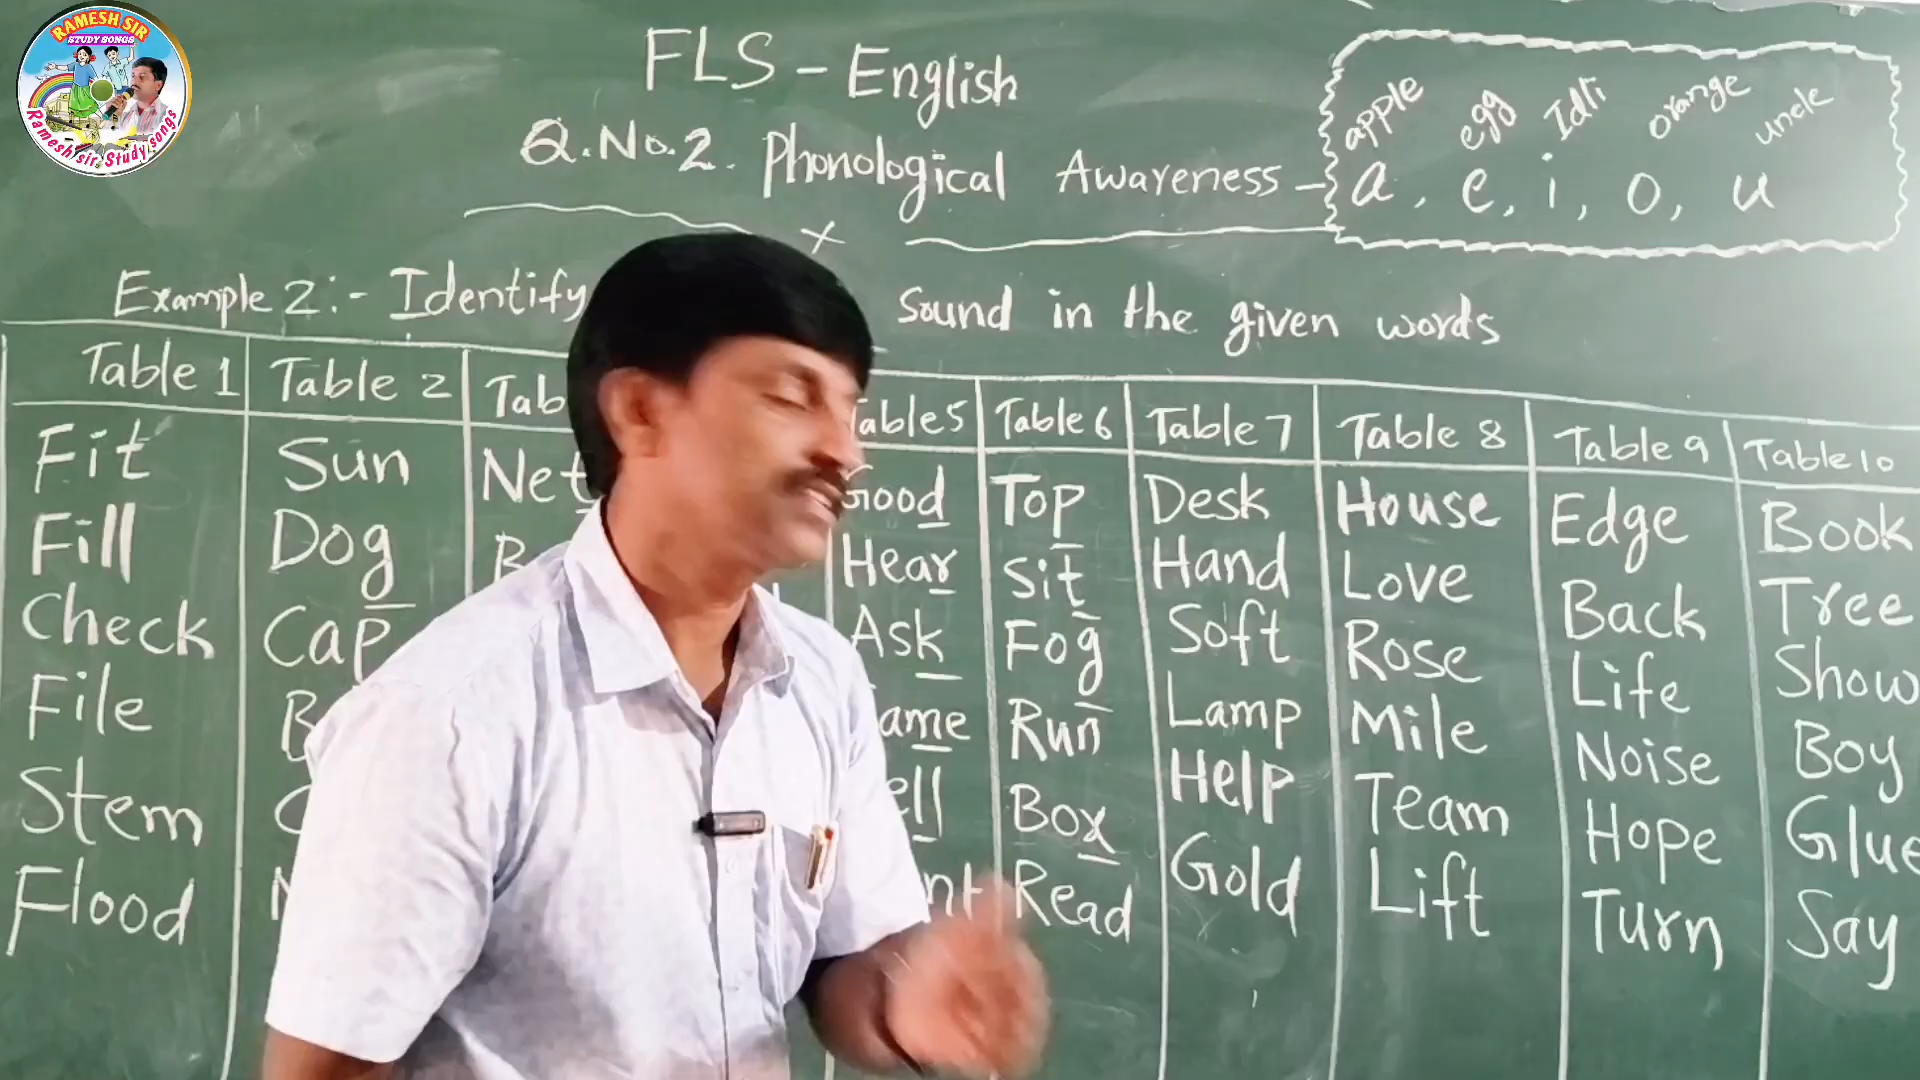 RAMESH SIR
STUDY SONGS
Ramesh sir. Study songs
FLS - English
Q.No.2. Phonological Awareness - a, e, i, o, u
apple egg Idli orange uncle
Example 2:- Identify sound in the given words
Table 1 Table 2 Table 5 Table 6 Table 7 Table 8 Table 9 Table 10
Fit Sun Net Good Top Desk House Edge Book
Fill Dog Hear Sit Hand Love Back Tree
Check Cap Ask Fog Soft Rose Life Show
File Run Lamp Mile Noise Boy
Stem Box Help Team Hope Glue
Flood Read Gold Lift Turn Say